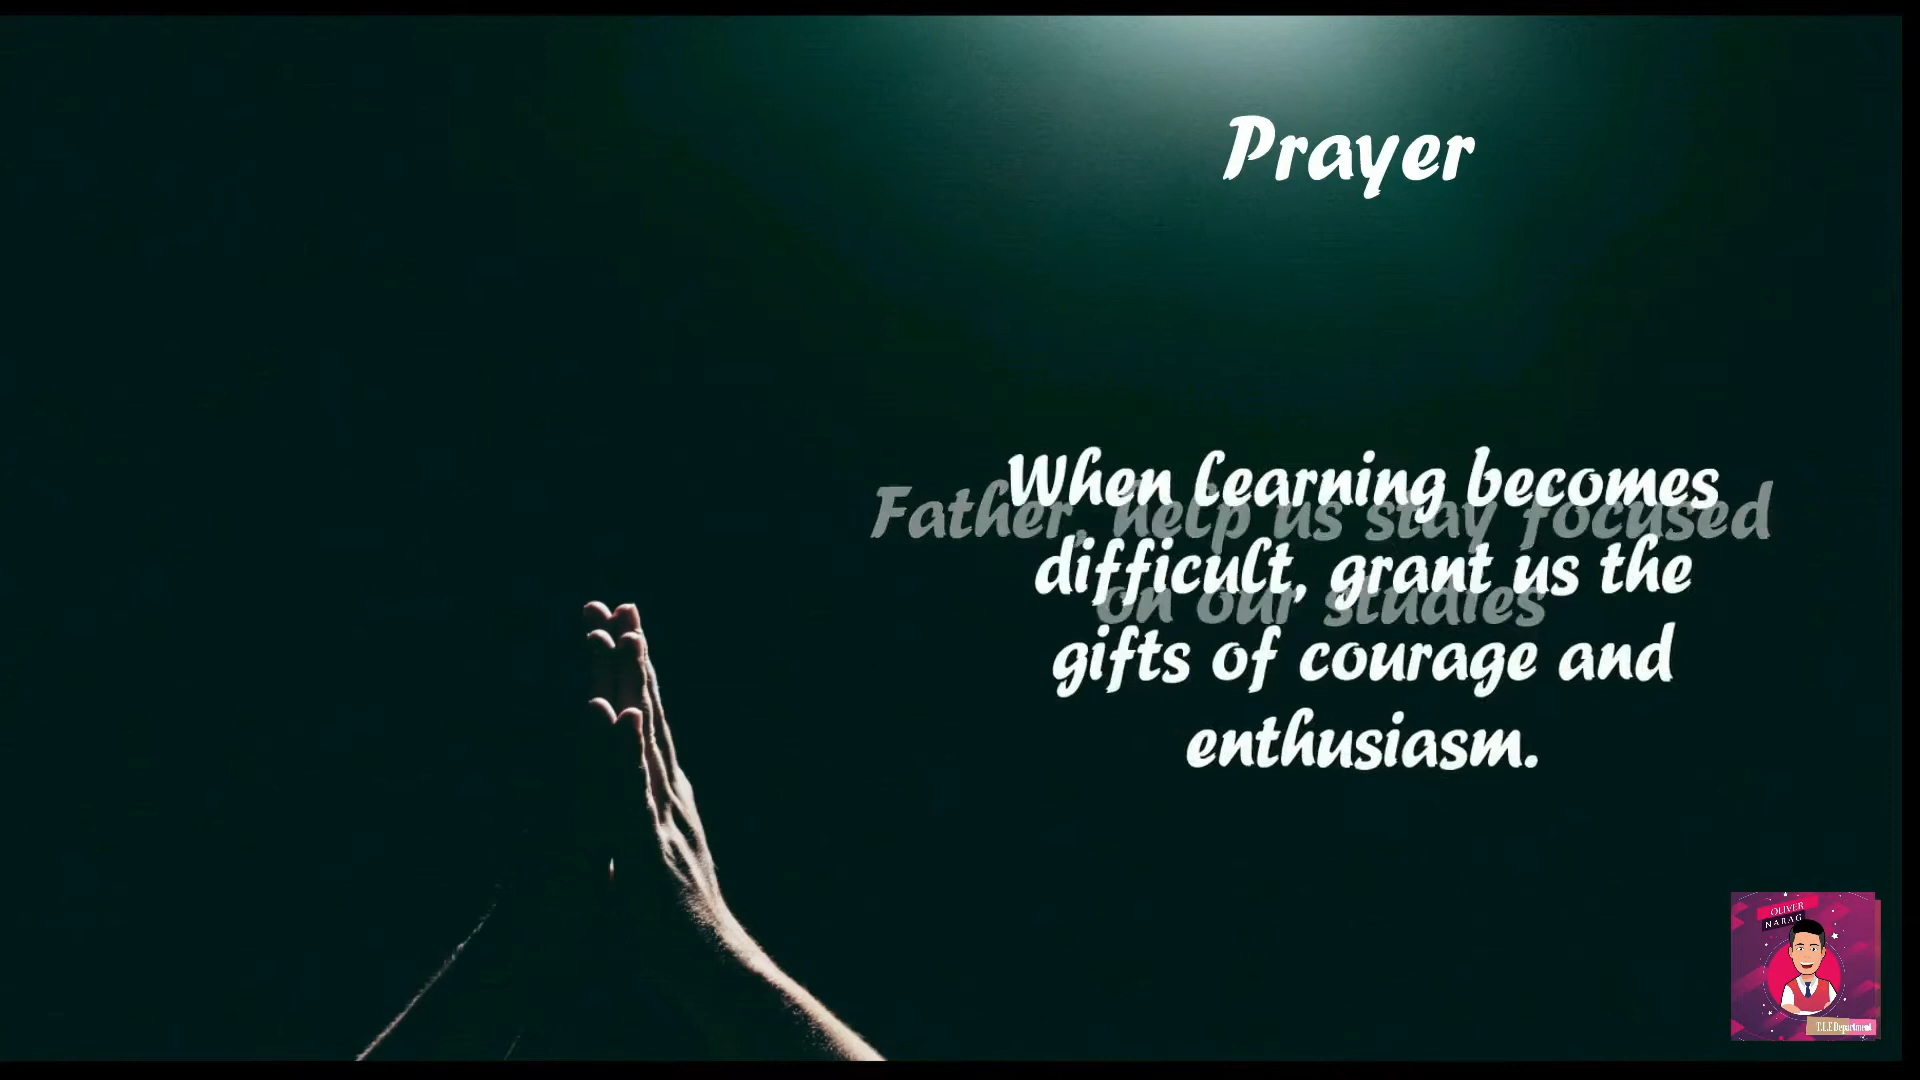 Prayer
When learning becomes
Father, help us stay focused
difficult, grant us the
on our studies
gifts of courage and
enthusiasm.
OLIVER
NARAG
T.L.E Department